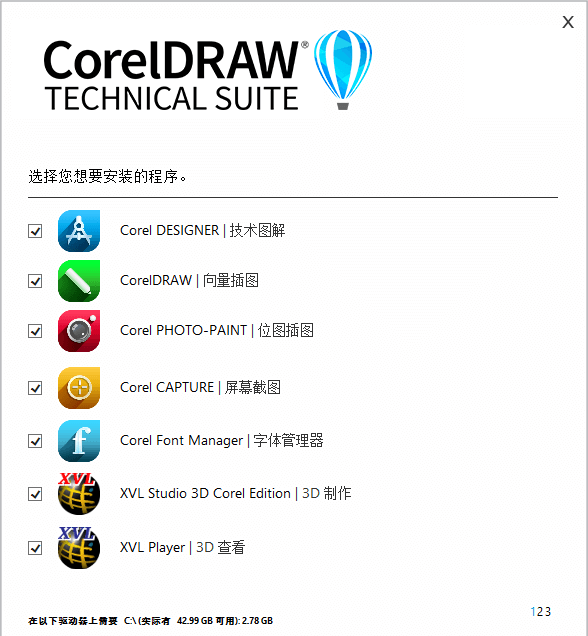 X
CorelDRAW®
TECHNICAL SUITE
选择您想要安装的程序。
Corel DESIGNER | 技术图解
CorelDRAW | 向量插图
Corel PHOTO-PAINT | 位图插图
Corel CAPTURE | 屏幕截图
f Corel Font Manager | 字体管理器
XVL XVL Studio 3D Corel Edition | 3D 制作
XVL XVL Player | 3D 查看
123
在以下驱动器上需要 C:\ (实际有 42.99 GB 可用): 2.78 GB